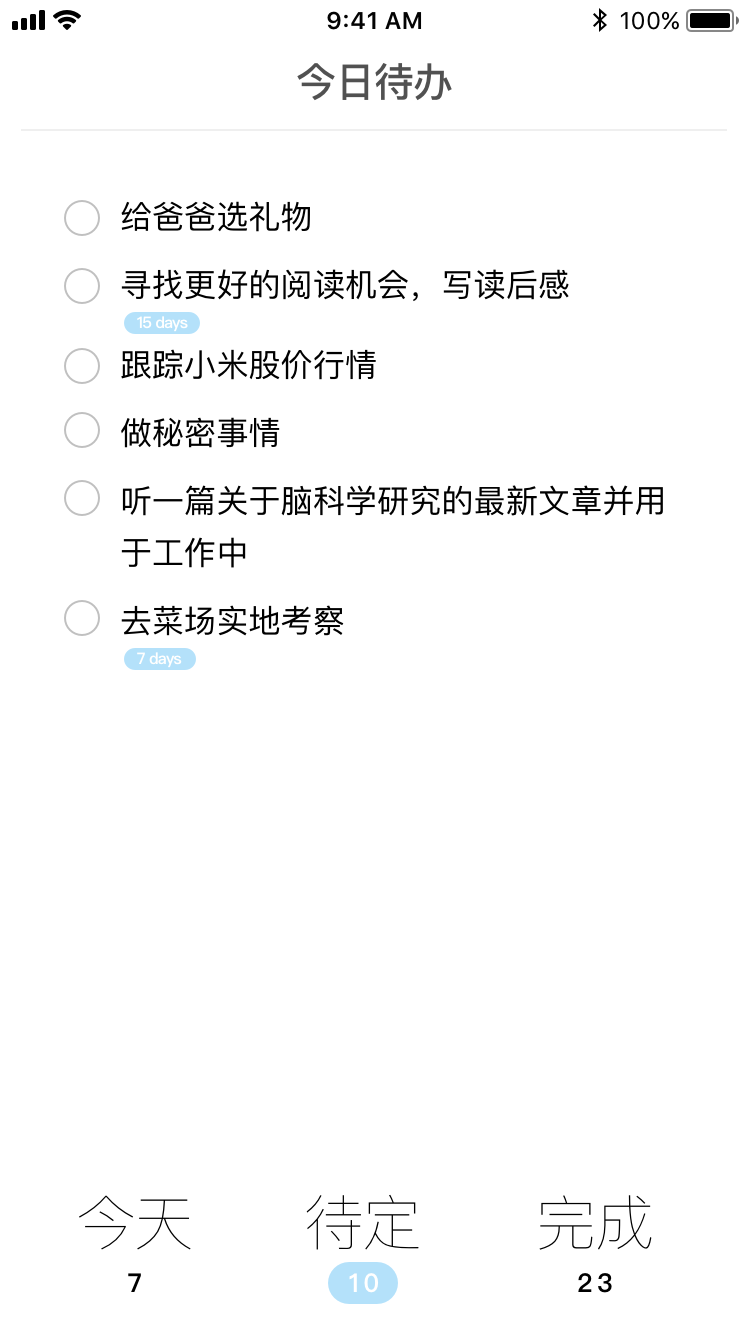 9:41 AM 100%
今日待办
给爸爸选礼物
寻找更好的阅读机会，写读后感
15 days
跟踪小米股价行情
做秘密事情
听一篇关于脑科学研究的最新文章并用
于工作中
去菜场实地考察
7 days
今天 待定 完成
7 10 23